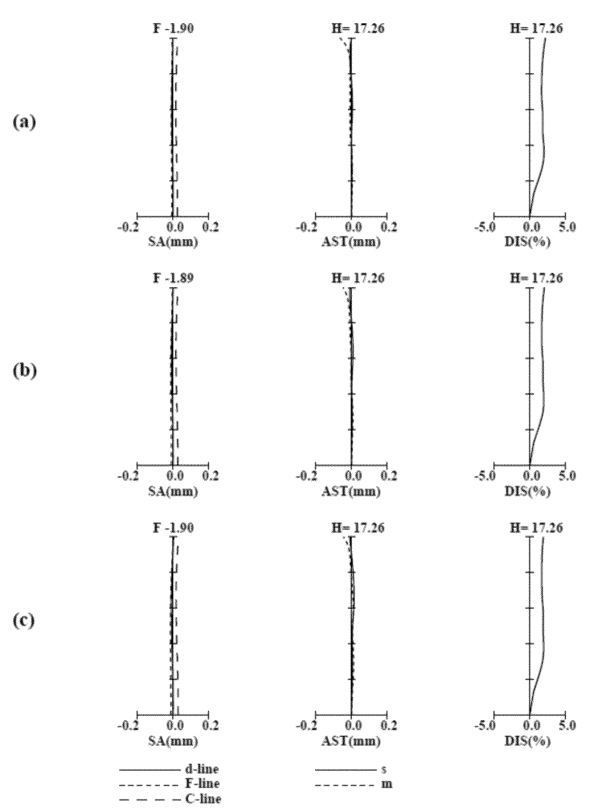 F -1.90 H= 17.26 H= 17.26
(a)
-0.2 0.0 0.2 -0.2 0.0 0.2 -5.0 0.0 5.0
SA(mm) AST(mm) DIS(%)
F -1.89 H= 17.26 H= 17.26
(b)
-0.2 0.0 0.2 -0.2 0.0 0.2 -5.0 0.0 5.0
SA(mm) AST(mm) DIS(%)
F -1.90 H= 17.26 H= 17.26
(c)
-0.2 0.0 0.2 -0.2 0.0 0.2 -5.0 0.0 5.0
SA(mm) AST(mm) DIS(%)
d-line s
F-line m
C-line